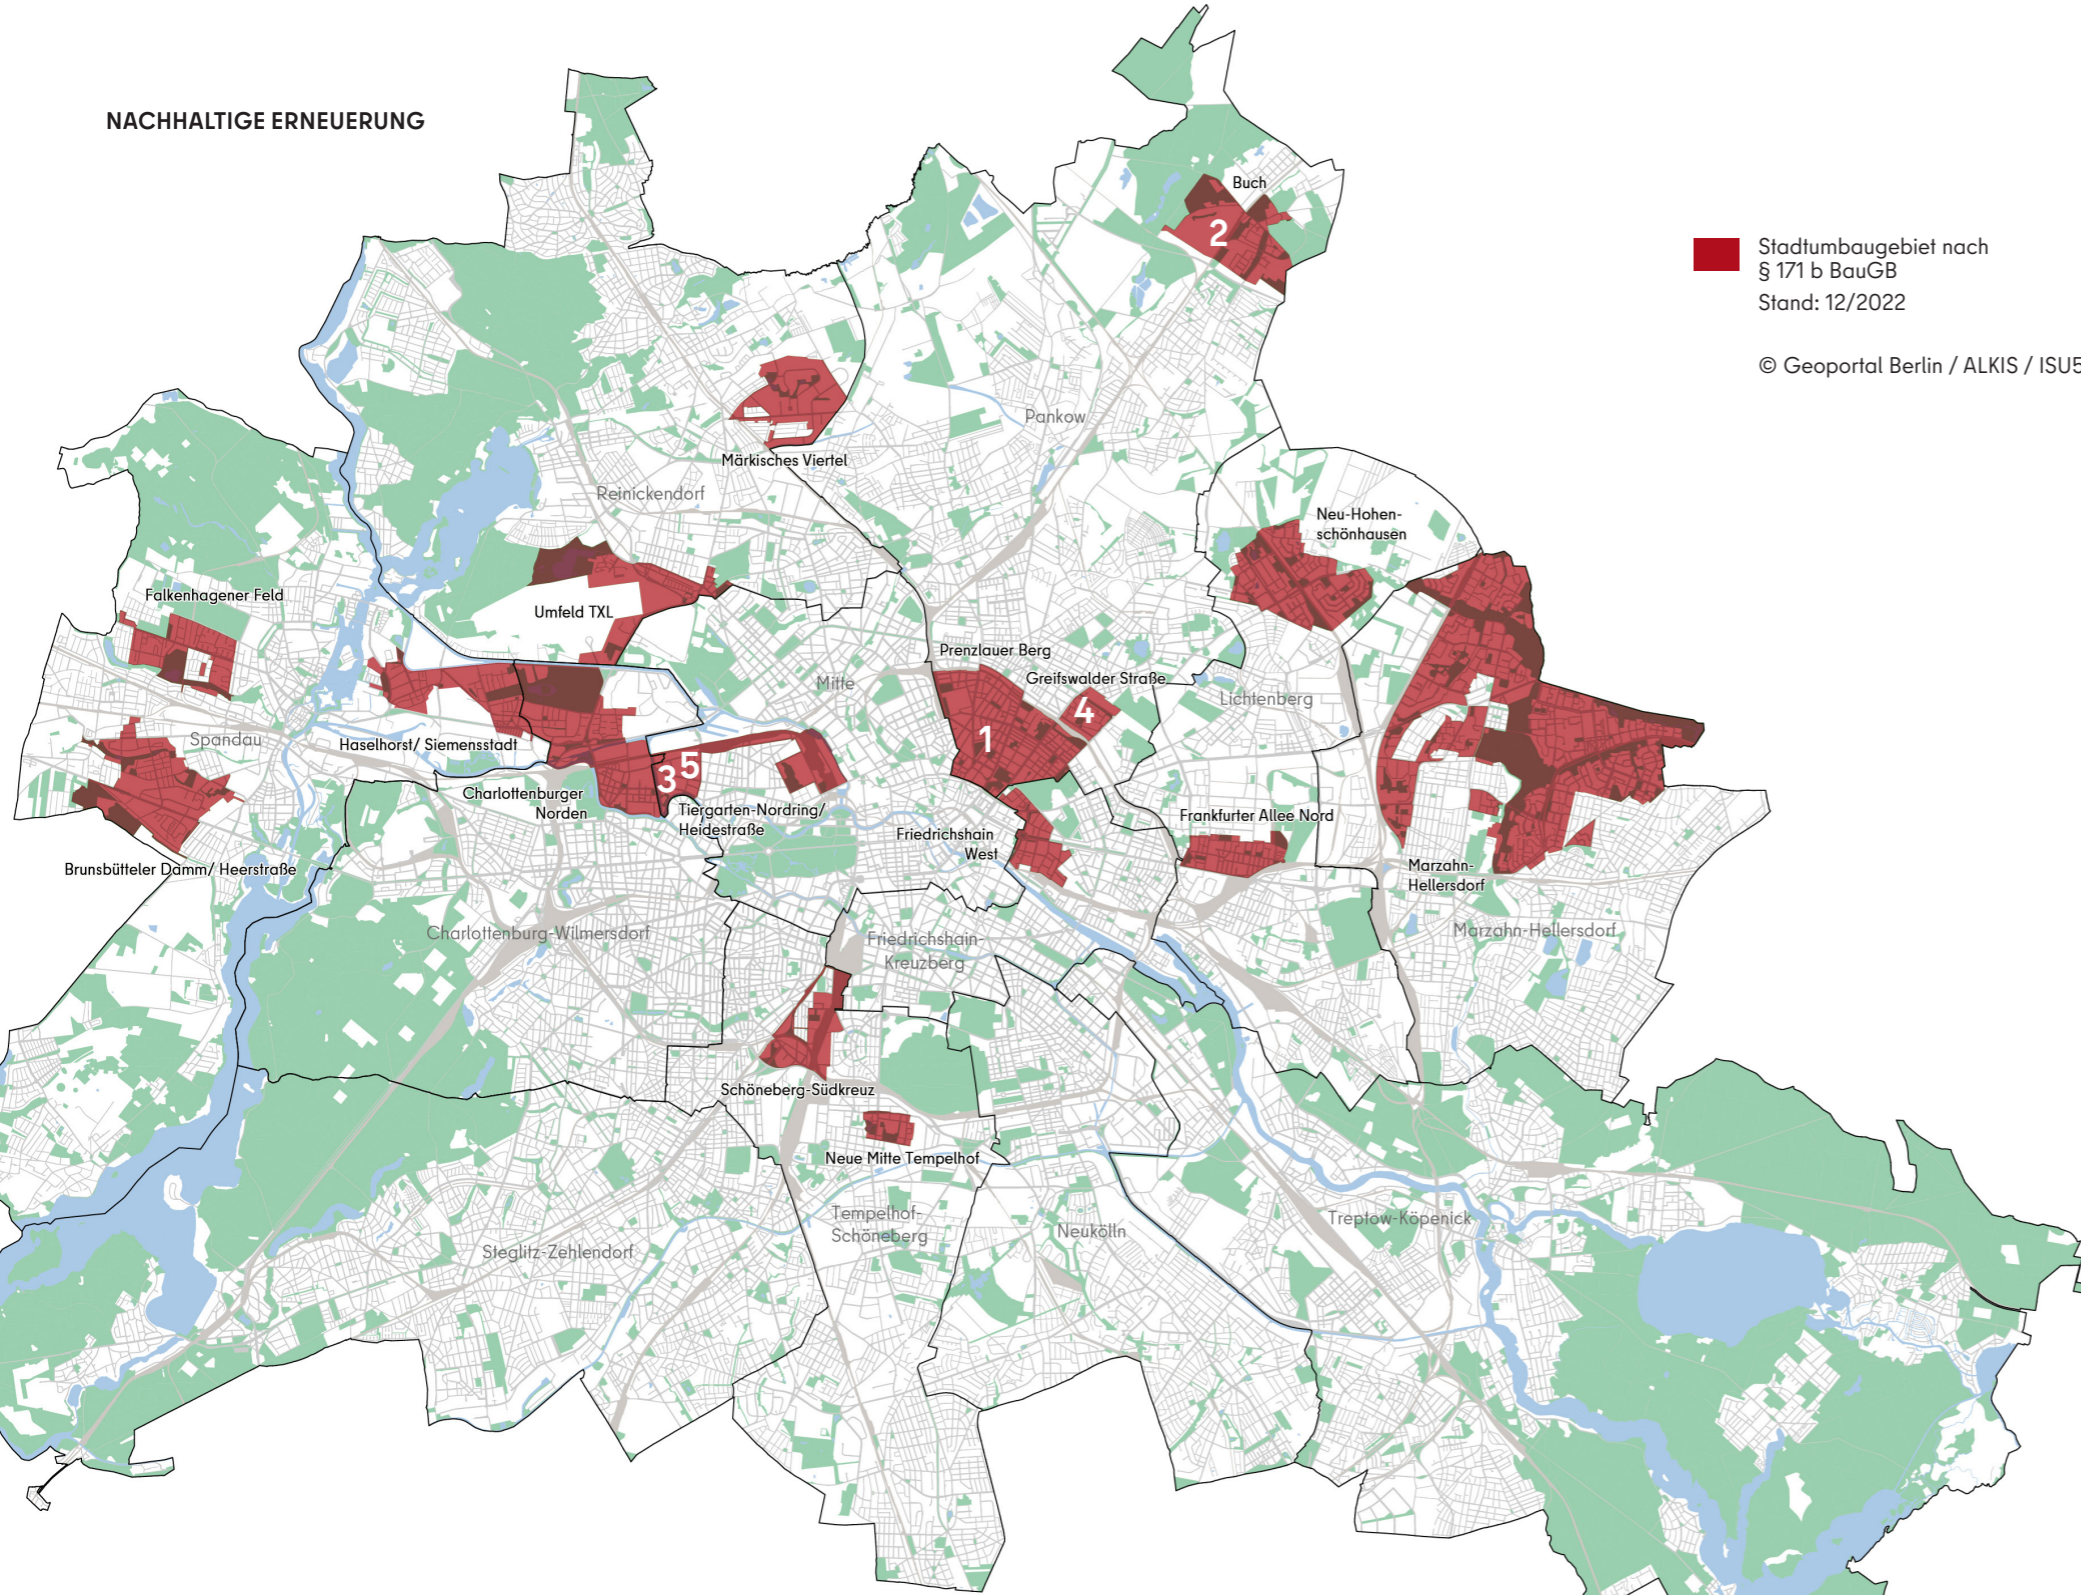 NACHHALTIGE ERNEUERUNG
Stadtumbaugebiet nach
§ 171 b BauGB
Stand: 12/2022
© Geoportal Berlin / ALKIS / ISU5
Buch
2
Pankow
Märkisches Viertel
Reinickendorf
Neu-Hohen-
schönhausen
Falkenhagener Feld
Umfeld TXL
Prenzlauer Berg
Greifswalder Straße
Mitte
Lichtenberg
4
1
Spandau
Haselhorst/ Siemensstadt
3
5
Charlottenburger
Norden
Tiergarten-Nordring/
Heidestraße
Friedrichshain
West
Frankfurter Allee Nord
Brunsbütteler Damm/ Heerstraße
Marzahn-
Hellersdorf
Charlottenburg-Wilmersdorf
Friedrichshain-
Kreuzberg
Marzahn-Hellersdorf
Schöneberg-Südkreuz
Neue Mitte Tempelhof
Tempelhof-
Schöneberg
Neukölln
Treptow-Köpenick
Steglitz-Zehlendorf